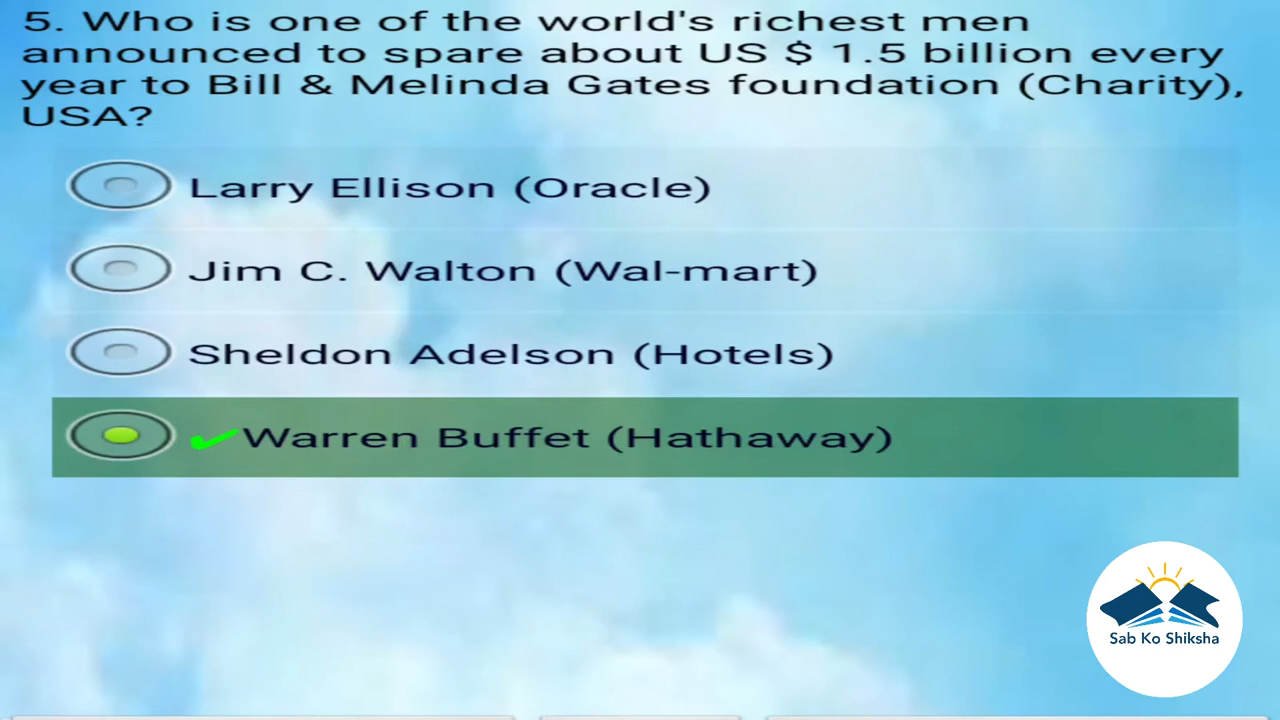 5. Who is one of the world's richest men
announced to spare about US $ 1.5 billion every
year to Bill & Melinda Gates foundation (Charity),
USA?
Larry Ellison (Oracle)
Jim C. Walton (Wal-mart)
Sheldon Adelson (Hotels)
Warren Buffet (Hathaway)
Sab Ko Shiksha